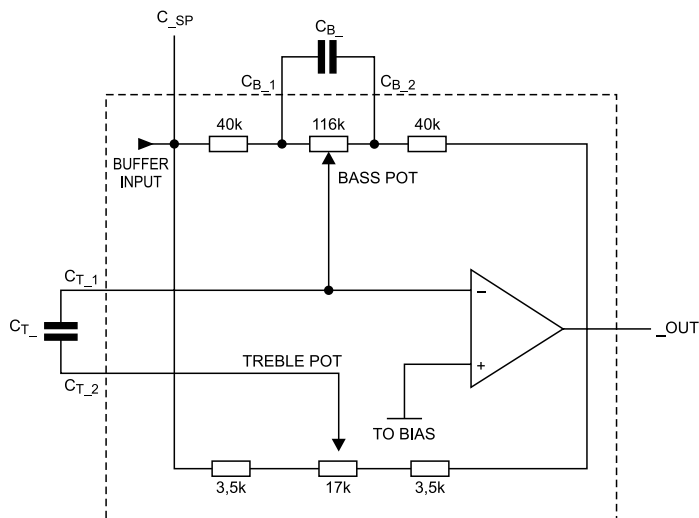 C_SP
C_B_
C_B_1
C_B_2
40k
116k
40k
BUFFER
INPUT
BASS POT
C_T_1
C_T_
_OUT
TREBLE POT
C_T_2
TO BIAS
3,5k
17k
3,5k
−
+